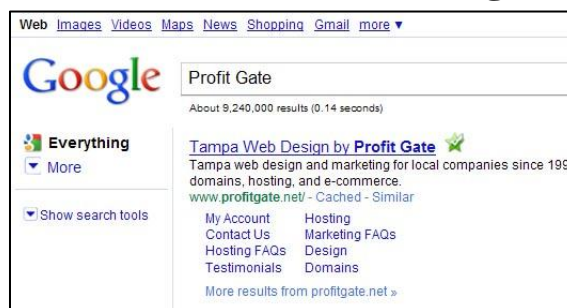 Web Images Videos Maps News Shopping Gmail more ▼
Google
Profit Gate
About 9,240,000 results (0.14 seconds)
Everything
More
Show search tools
Tampa Web Design by Profit Gate
Tampa web design and marketing for local companies since 199
domains, hosting, and e-commerce.
www.profitgate.net/ - Cached - Similar
My Account Hosting
Contact Us Marketing FAQs
Hosting FAQs Design
Testimonials Domains
More results from profitgate.net »